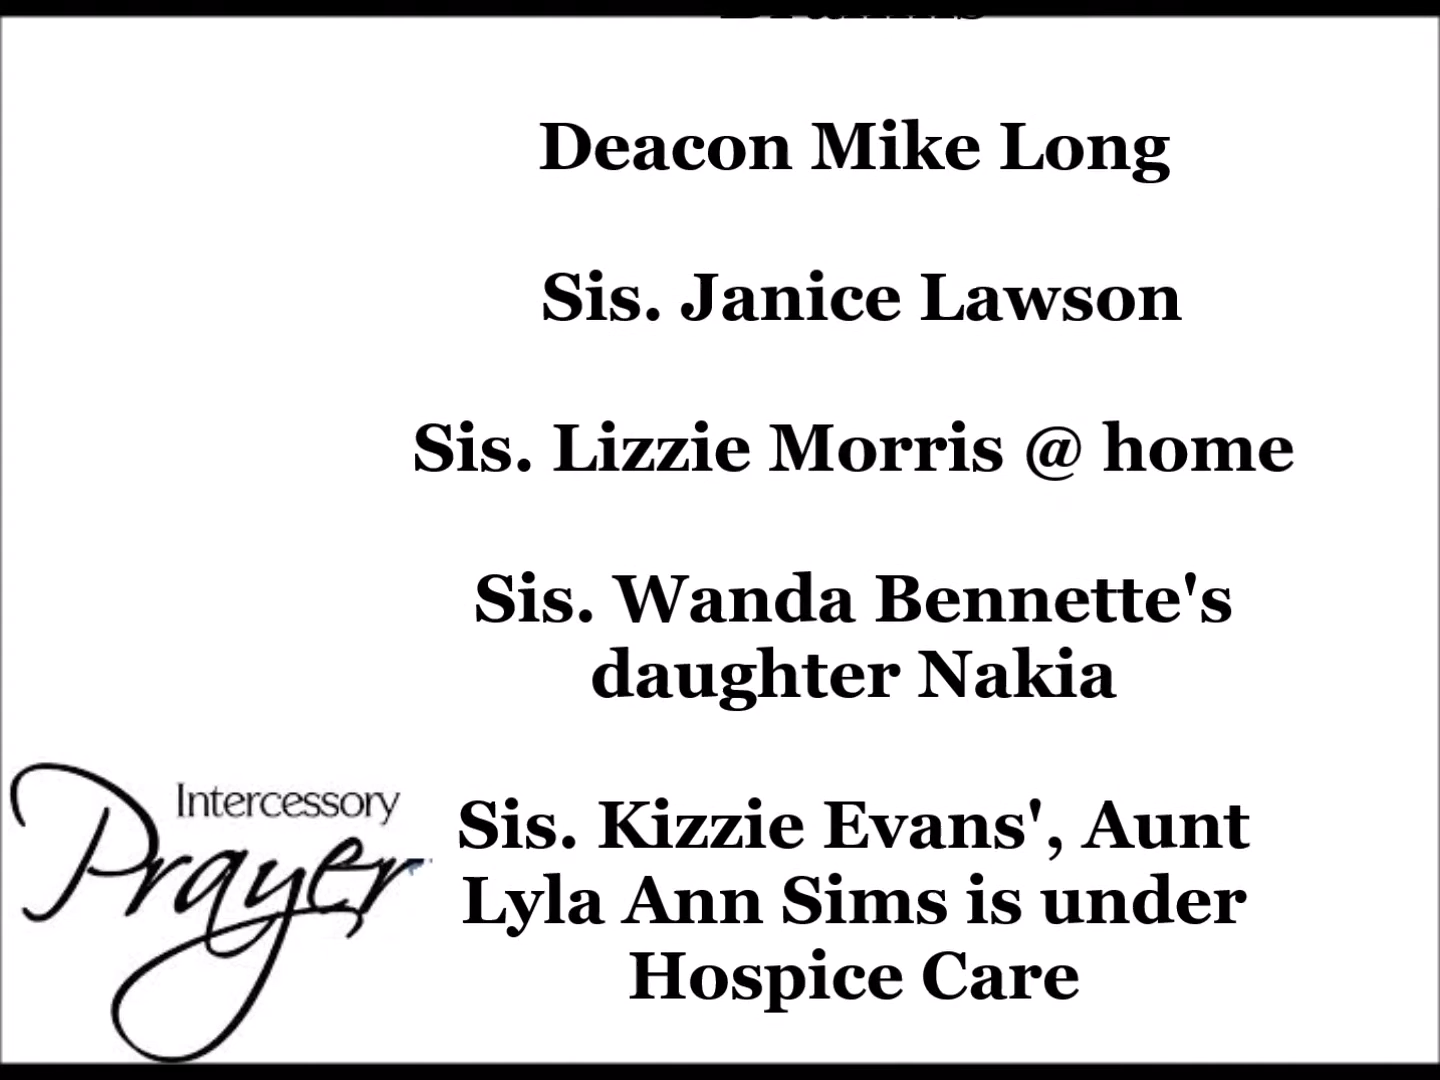 Deacon Mike Long
Sis. Janice Lawson
Sis. Lizzie Morris @ home
Sis. Wanda Bennette's
daughter Nakia
Sis. Kizzie Evans', Aunt
Lyla Ann Sims is under
Hospice Care
Intercessory
Prayer